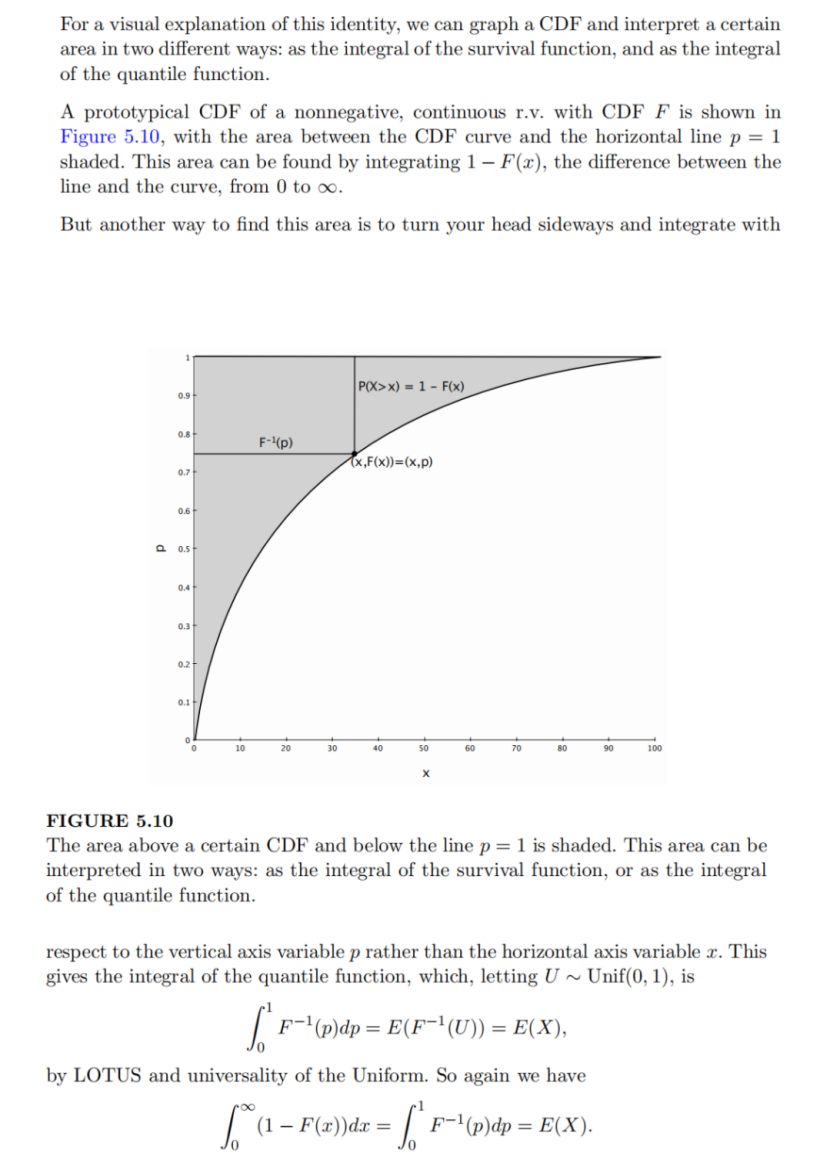 For a visual explanation of this identity, we can graph a CDF and interpret a certain
area in two different ways: as the integral of the survival function, and as the integral
of the quantile function.
A prototypical CDF of a nonnegative, continuous r.v. with CDF F is shown in
Figure 5.10, with the area between the CDF curve and the horizontal line p = 1
shaded. This area can be found by integrating 1 − F(x), the difference between the
line and the curve, from 0 to ∞.
But another way to find this area is to turn your head sideways and integrate with
1
P(X>x) = 1 - F(x)
0.9
0.8
F⁻¹(p)
(x,F(x))=(x,p)
0.7
0.6
p
0.5
0.4
0.3
0.2
0.1
0
0 10 20 30 40 50 60 70 80 90 100
x
FIGURE 5.10
The area above a certain CDF and below the line p = 1 is shaded. This area can be
interpreted in two ways: as the integral of the survival function, or as the integral
of the quantile function.
respect to the vertical axis variable p rather than the horizontal axis variable x. This
gives the integral of the quantile function, which, letting U ∼ Unif(0, 1), is
∫₀¹ F⁻¹(p)dp = E(F⁻¹(U)) = E(X),
by LOTUS and universality of the Uniform. So again we have
∫₀^∞ (1 − F(x))dx = ∫₀¹ F⁻¹(p)dp = E(X).